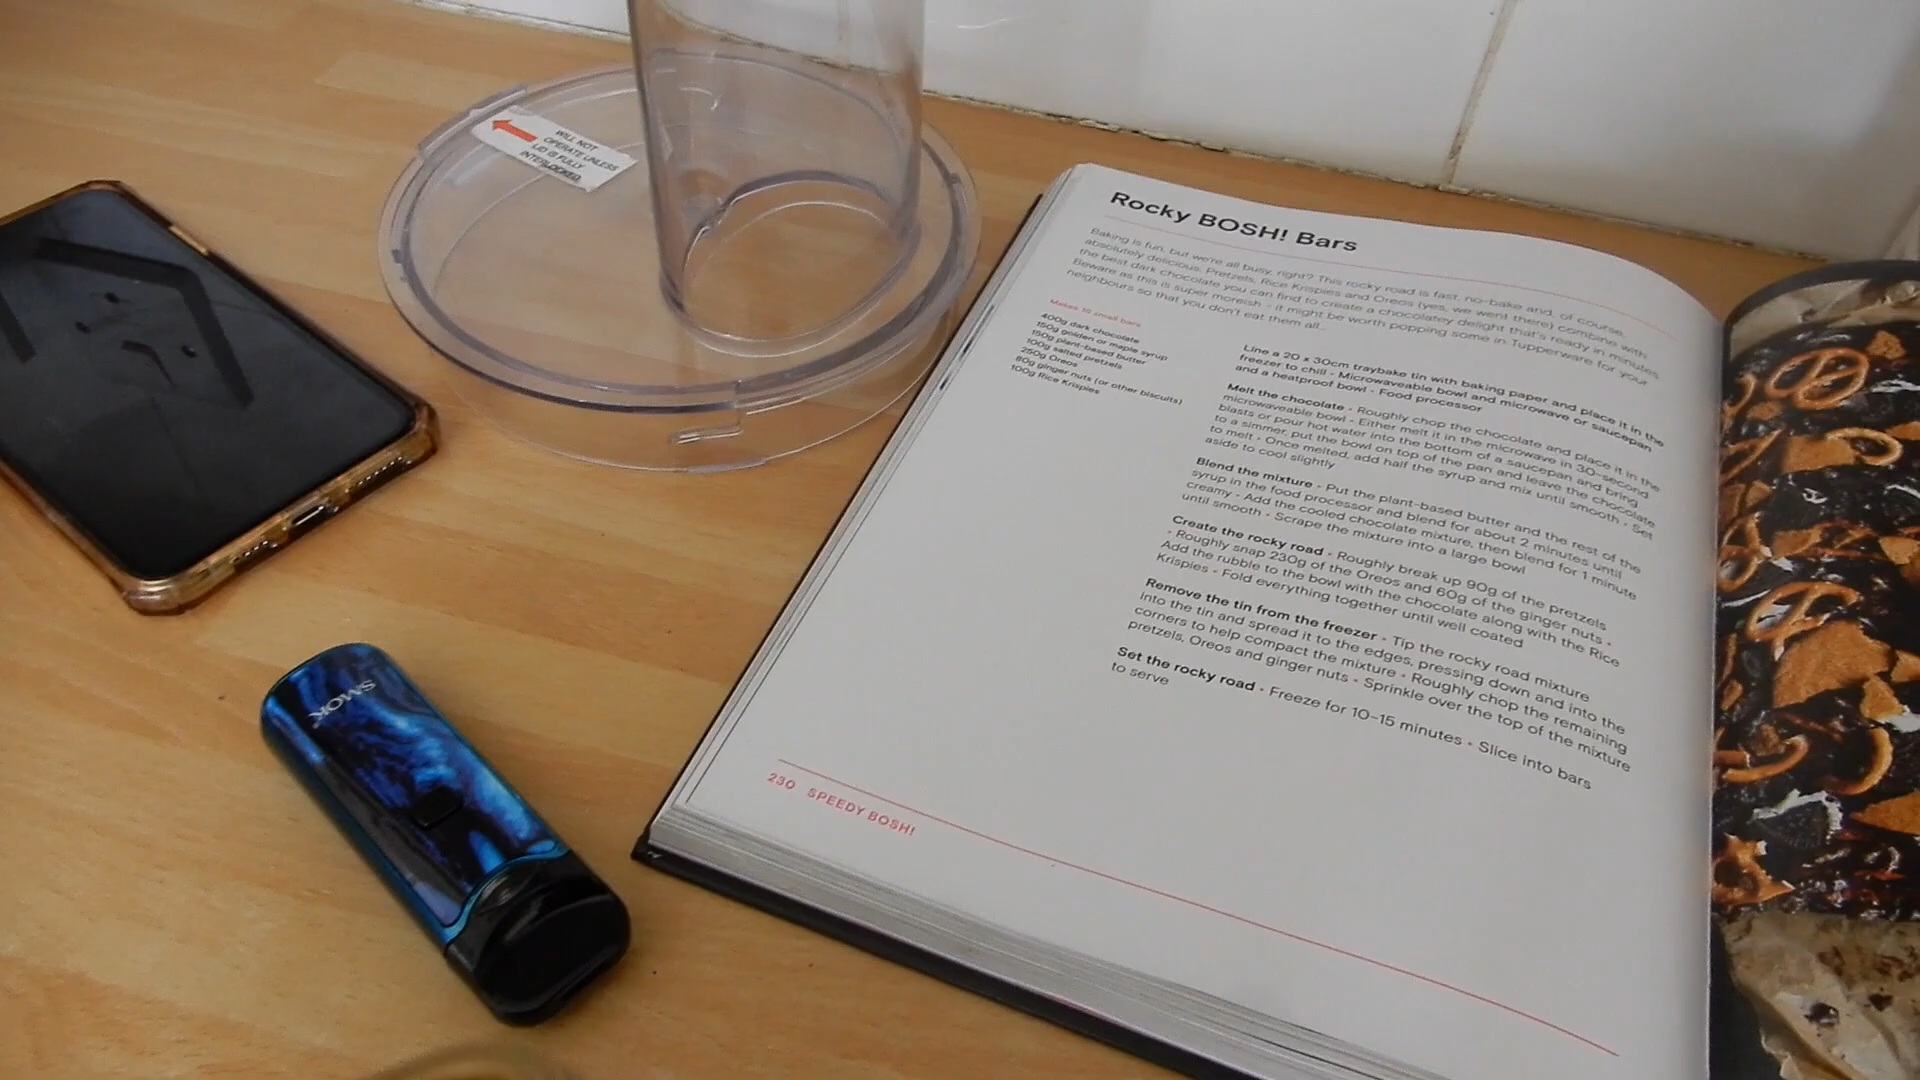 WILL NOT
OPERATE UNLESS
LID IS FULLY
INTERLOCKED
SMOK
Rocky BOSH! Bars
Baking is fun, but we're all busy, right? This rocky road is fast, no-bake and, of course,
absolutely delicious. Pretzels, Rice Krispies and Oreos (yes, we went there) combine with
the best dark chocolate you can find to create a chocolatey delight that's ready in minutes.
Beware as this is super moreish – it might be worth popping some in Tupperware for your
neighbours so that you don't eat them all...
Makes 16 small bars
400g dark chocolate
150g golden or maple syrup
150g plant-based butter
100g salted pretzels
250g Oreos
80g ginger nuts (or other biscuits)
100g Rice Krispies
Line a 20 x 30cm traybake tin with baking paper and place it in the
freezer to chill • Microwaveable bowl and microwave or saucepan
and a heatproof bowl • Food processor
Melt the chocolate • Roughly chop the chocolate and place it in the
microwaveable bowl • Either melt it in the microwave in 30-second
blasts or pour hot water into the bottom of a saucepan and bring
to a simmer, put the bowl on top of the pan and leave the chocolate
to melt • Once melted, add half the syrup and mix until smooth • Set
aside to cool slightly
Blend the mixture • Put the plant-based butter and the rest of the
syrup in the food processor and blend for about 2 minutes until
creamy • Add the cooled chocolate mixture, then blend for 1 minute
until smooth • Scrape the mixture into a large bowl
Create the rocky road • Roughly break up 90g of the pretzels
• Roughly snap 230g of the Oreos and 60g of the ginger nuts •
Add the rubble to the bowl with the chocolate along with the Rice
Krispies • Fold everything together until well coated
Remove the tin from the freezer • Tip the rocky road mixture
into the tin and spread it to the edges, pressing down and into the
corners to help compact the mixture • Roughly chop the remaining
pretzels, Oreos and ginger nuts • Sprinkle over the top of the mixture
Set the rocky road • Freeze for 10–15 minutes • Slice into bars
to serve
230 SPEEDY BOSH!